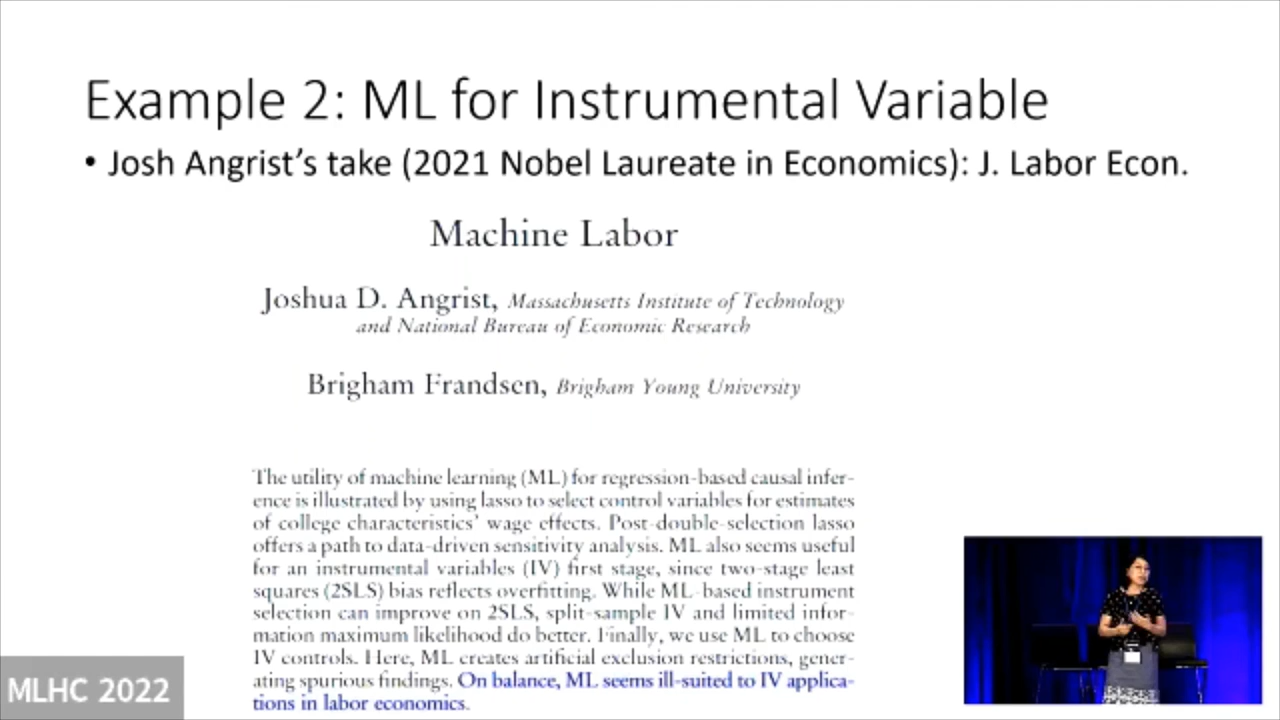 Example 2: ML for Instrumental Variable
• Josh Angrist's take (2021 Nobel Laureate in Economics): J. Labor Econ.
Machine Labor
Joshua D. Angrist, Massachusetts Institute of Technology
and National Bureau of Economic Research
Brigham Frandsen, Brigham Young University
The utility of machine learning (ML) for regression-based causal infer-
ence is illustrated by using lasso to select control variables for estimates
of college characteristics' wage effects. Post-double-selection lasso
offers a path to data-driven sensitivity analysis. ML also seems useful
for an instrumental variables (IV) first stage, since two-stage least
squares (2SLS) bias reflects overfitting. While ML-based instrument
selection can improve on 2SLS, split-sample IV and limited infor-
mation maximum likelihood do better. Finally, we use ML to choose
IV controls. Here, ML creates artificial exclusion restrictions, gener-
ating spurious findings. On balance, ML seems ill-suited to IV applica-
tions in labor economics.
MLHC 2022